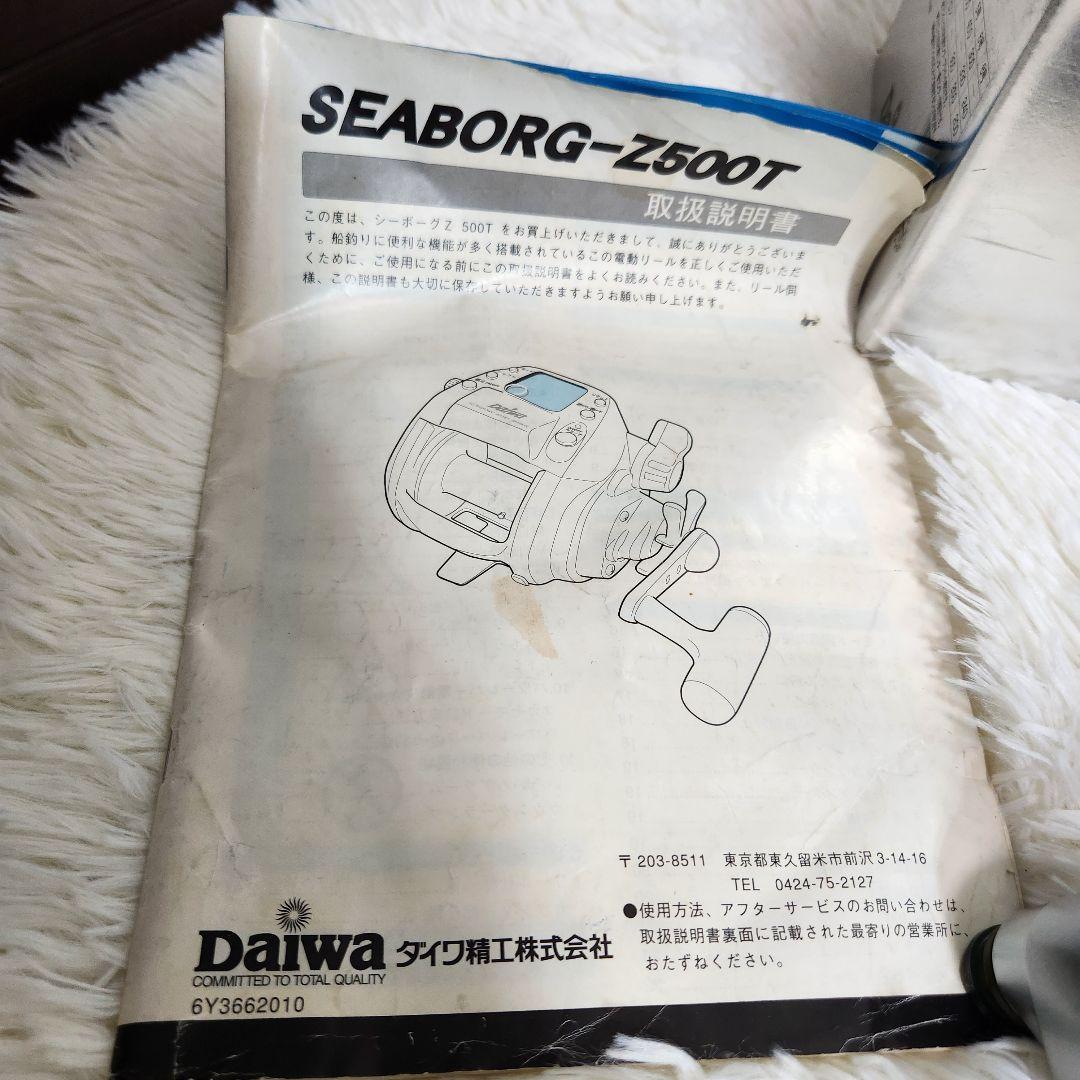 SEABORG-Z500T
取扱説明書
この度は、シーボーグZ 500T をお買上げいただきまして、誠にありがとうございま
す。船釣りに便利な機能が多く搭載されているこの電動リールを正しくご使用いただ
くために、ご使用になる前にこの取扱説明書をよくお読みください。また、リール同
様、この説明書も大切に保存していただきますようお願い申し上げます。
Daiwa
〒203-8511 東京都東久留米市前沢3-14-16
TEL 0424-75-2127
●使用方法、アフターサービスのお問い合わせは、
取扱説明書裏面に記載された最寄りの営業所に、
おたずねください。
Daiwa ダイワ精工株式会社
COMMITTED TO TOTAL QUALITY
6Y3662010